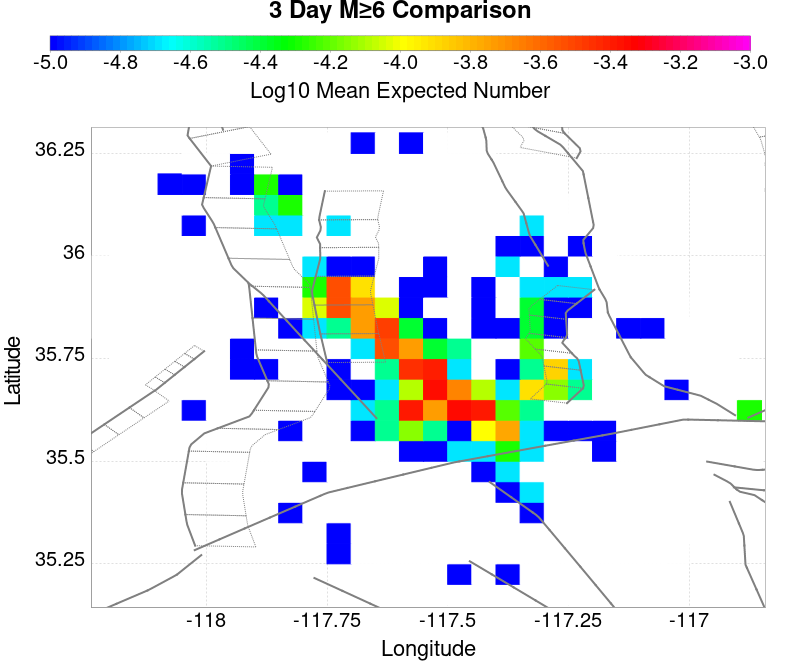 3 Day M≥6 Comparison
-5.0 -4.8 -4.6 -4.4 -4.2 -4.0 -3.8 -3.6 -3.4 -3.2 -3.0
Log10 Mean Expected Number
36.25
36
35.75
35.5
35.25
Latitude
-118 -117.75 -117.5 -117.25 -117
Longitude